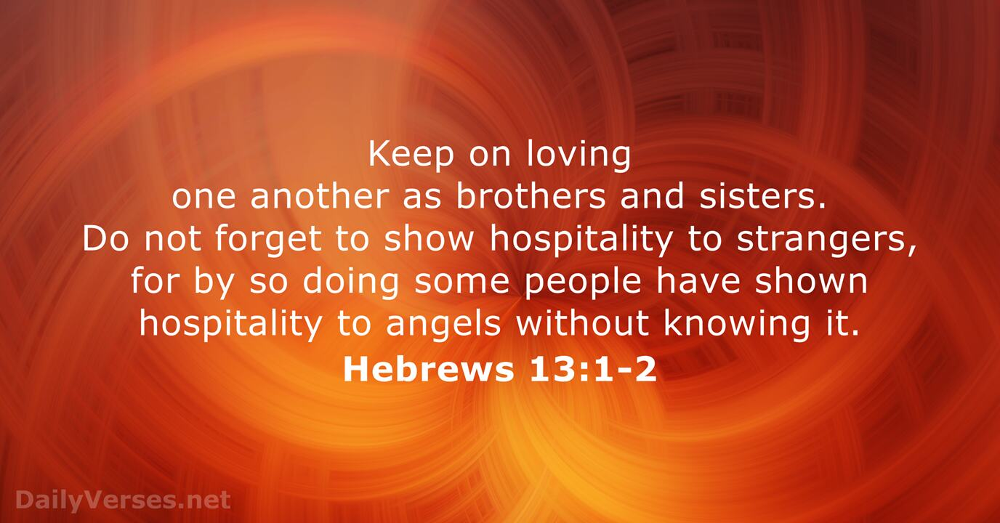 Keep on loving
one another as brothers and sisters.
Do not forget to show hospitality to strangers,
for by so doing some people have shown
hospitality to angels without knowing it.
Hebrews 13:1-2
DailyVerses.net